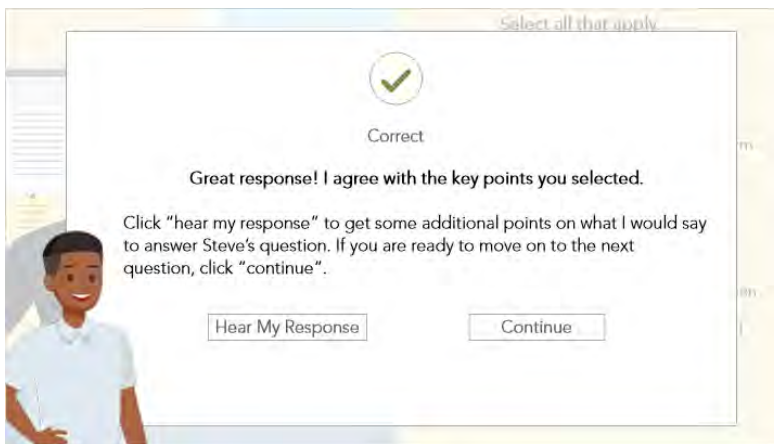 Select all that apply
Correct
Great response! I agree with the key points you selected.
Click “hear my response” to get some additional points on what I would say
to answer Steve’s question. If you are ready to move on to the next
question, click “continue”.
Hear My Response
Continue